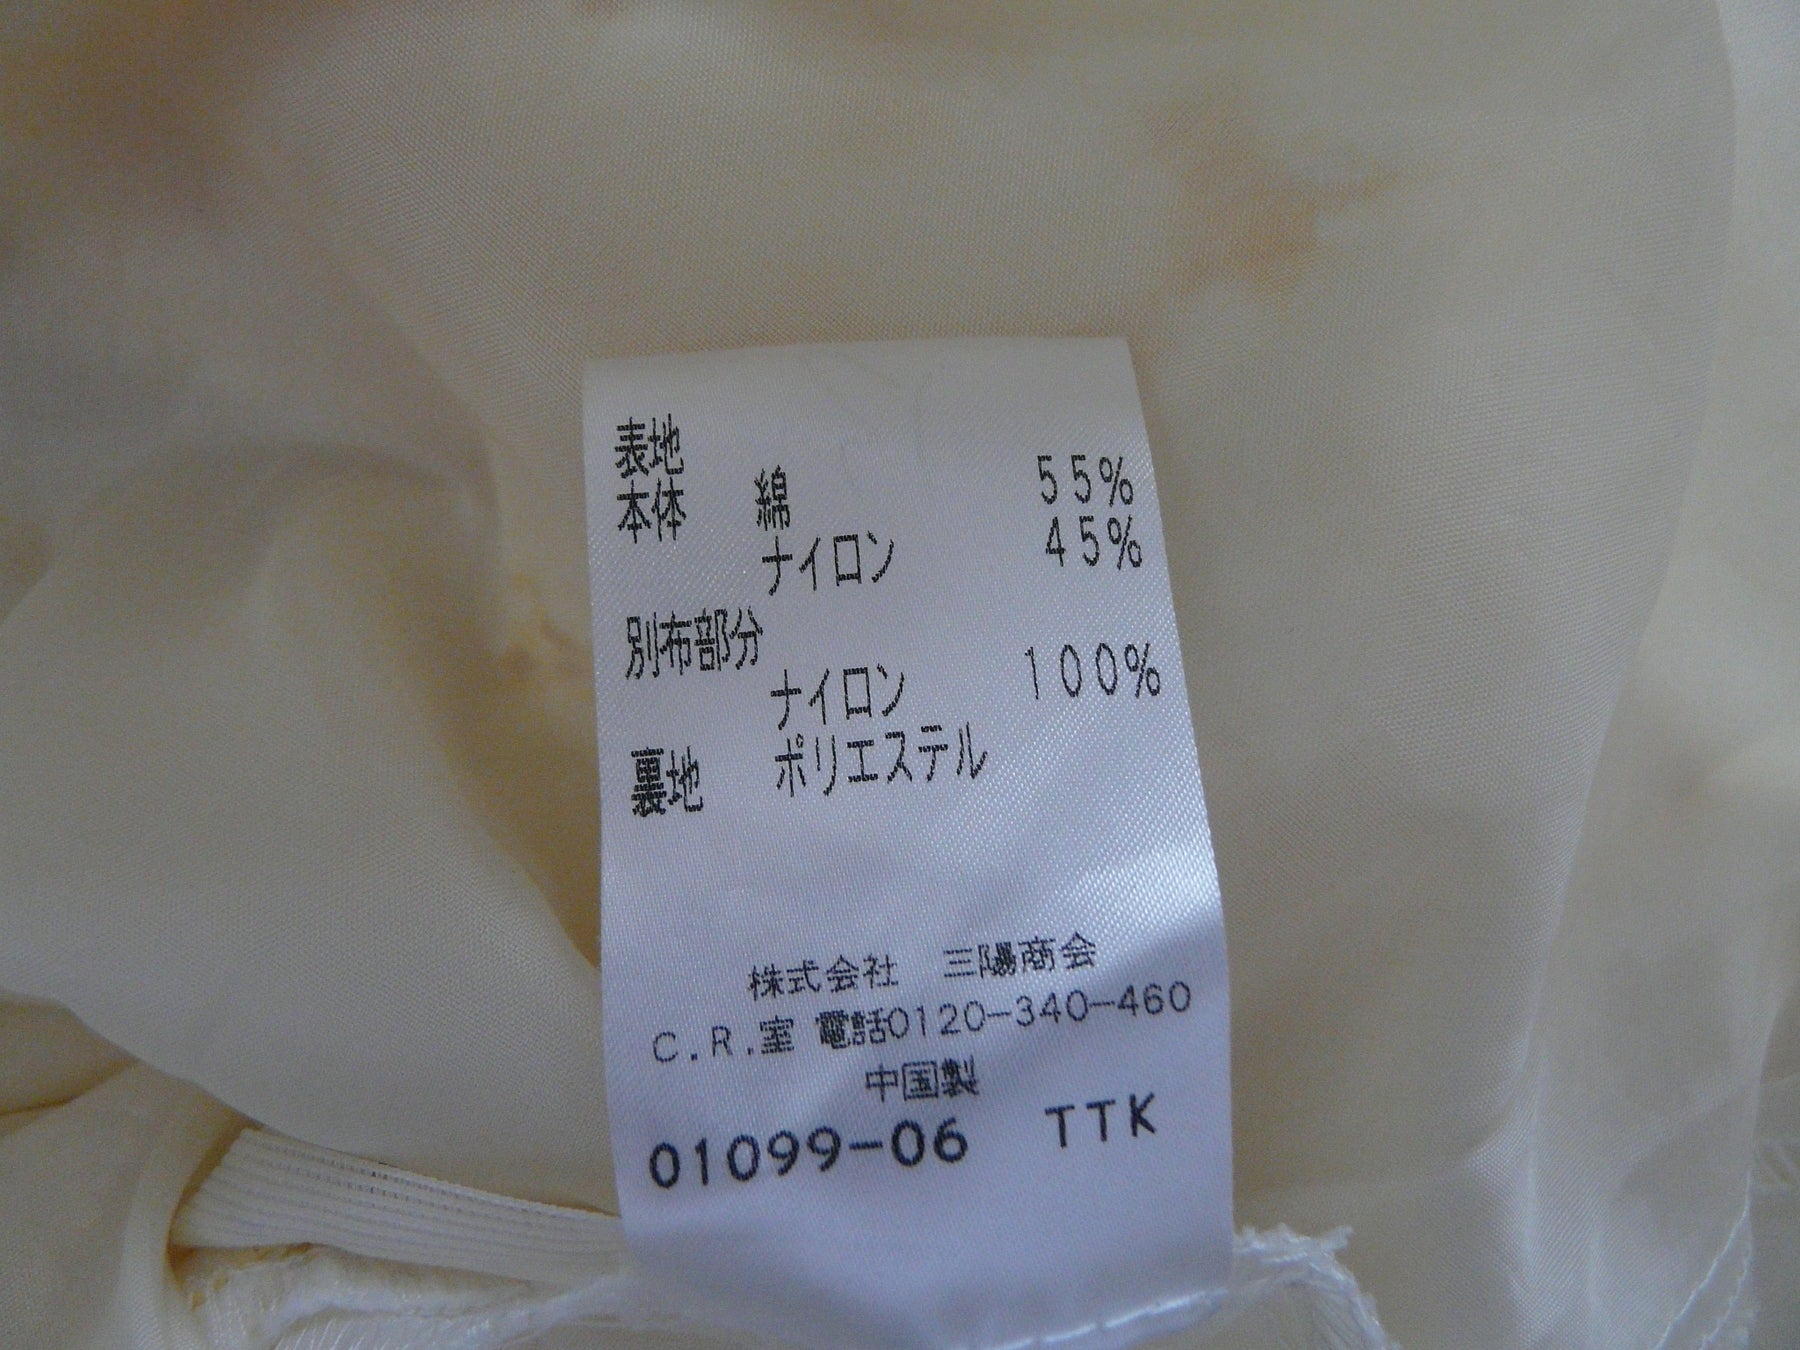 表地
本体 綿 55%
ナイロン 45%
別布部分
ナイロン 100%
裏地 ポリエステル
株式会社 三陽商会
C.R.室 電話0120-340-460
中国製
01099-06 TTK